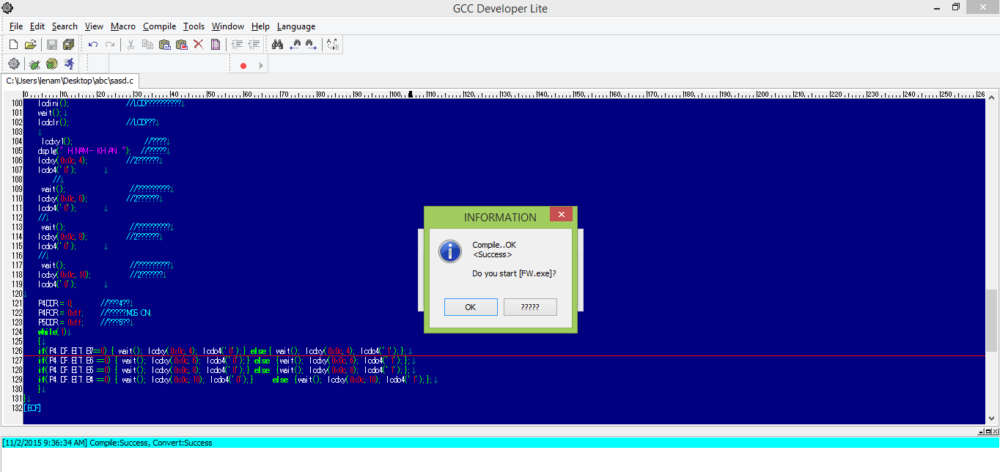 GCC Developer Lite
File Edit Search View Macro Compile Tools Window Help Language
C:\Users\lenam\Desktop\abc\sasd.c
0 10 20 30 40 50 60 70 80 90 100 110 120 130 140 150 160 170 180 190 200 210 220 230 240 250 26
100 lcdini(); //LCD?????????↓
101 wait();↓
102 lcdclr(); //LCD???↓
103 ↓
104 lcdxy1(); //????↓
105 disp1g(" HI NAM - KHI AN "); //?????↓
106 lcdxy(0x0c, 4); //2??????↓
107 lcdo4('0'); ↓
108 //↓
109 wait(); //?????????↓
110 lcdxy(0x0c, 6); //2??????↓
111 lcdo4('0'); ↓
112 //↓
113 wait(); //?????????↓
114 lcdxy(0x0c, 8); //2??????↓
115 lcdo4('0'); ↓
116 //↓
117 wait(); //?????????↓
118 lcdxy(0x0c, 10); //2??????↓
119 lcdo4('0'); ↓
120 ↓
121 P4DDR = 0; //???4??↓
122 P4PCR = 0xff; //?????MOS ON↓
123 P5DDR = 0xff; //???5??↓
124 while(1)↓
125 {↓
126 if(P4.DR.BIT.B7==0) { wait(); lcdxy(0x0c, 4); lcdo4('0');} else { wait(); lcdxy(0x0c, 4); lcdo4('1');};↓
127 if(P4.DR.BIT.B6 ==0) { wait(); lcdxy(0x0c, 6); lcdo4('0');} else {wait(); lcdxy(0x0c, 6); lcdo4('1');};↓
128 if(P4.DR.BIT.B5 ==0) { wait(); lcdxy(0x0c, 8); lcdo4('0');} else {wait(); lcdxy(0x0c, 8); lcdo4('1');};↓
129 if(P4.DR.BIT.B4 ==0) { wait(); lcdxy(0x0c, 10); lcdo4('0');} else {wait(); lcdxy(0x0c, 10); lcdo4('1');};↓
130 }↓
131 }↓
132 [EOF]
INFORMATION
Compile..OK
<Success>
Do you start [FW.exe]?
OK ?????
[11/2/2015 9:36:34 AM] Compile:Success, Convert:Success